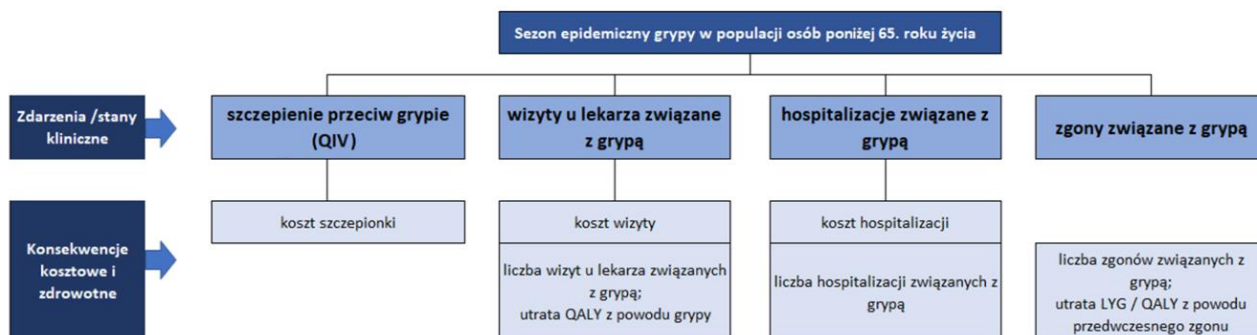 Sezon epidemiczny grypy w populacji osób poniżej 65. roku życia
Zdarzenia /stany
kliniczne
szczepienie przeciw grypie
(QIV)
wizyty u lekarza związane
z grypą
hospitalizacje związane z
grypą
zgony związane z grypą
Konsekwencje
kosztowe i
zdrowotne
koszt szczepionki
koszt wizyty
liczba wizyt u lekarza związanych
z grypą;
utrata QALY z powodu grypy
koszt hospitalizacji
liczba hospitalizacji związanych z
grypą
liczba zgonów związanych z
grypą;
utrata LYG / QALY z powodu
przedwczesnego zgonu